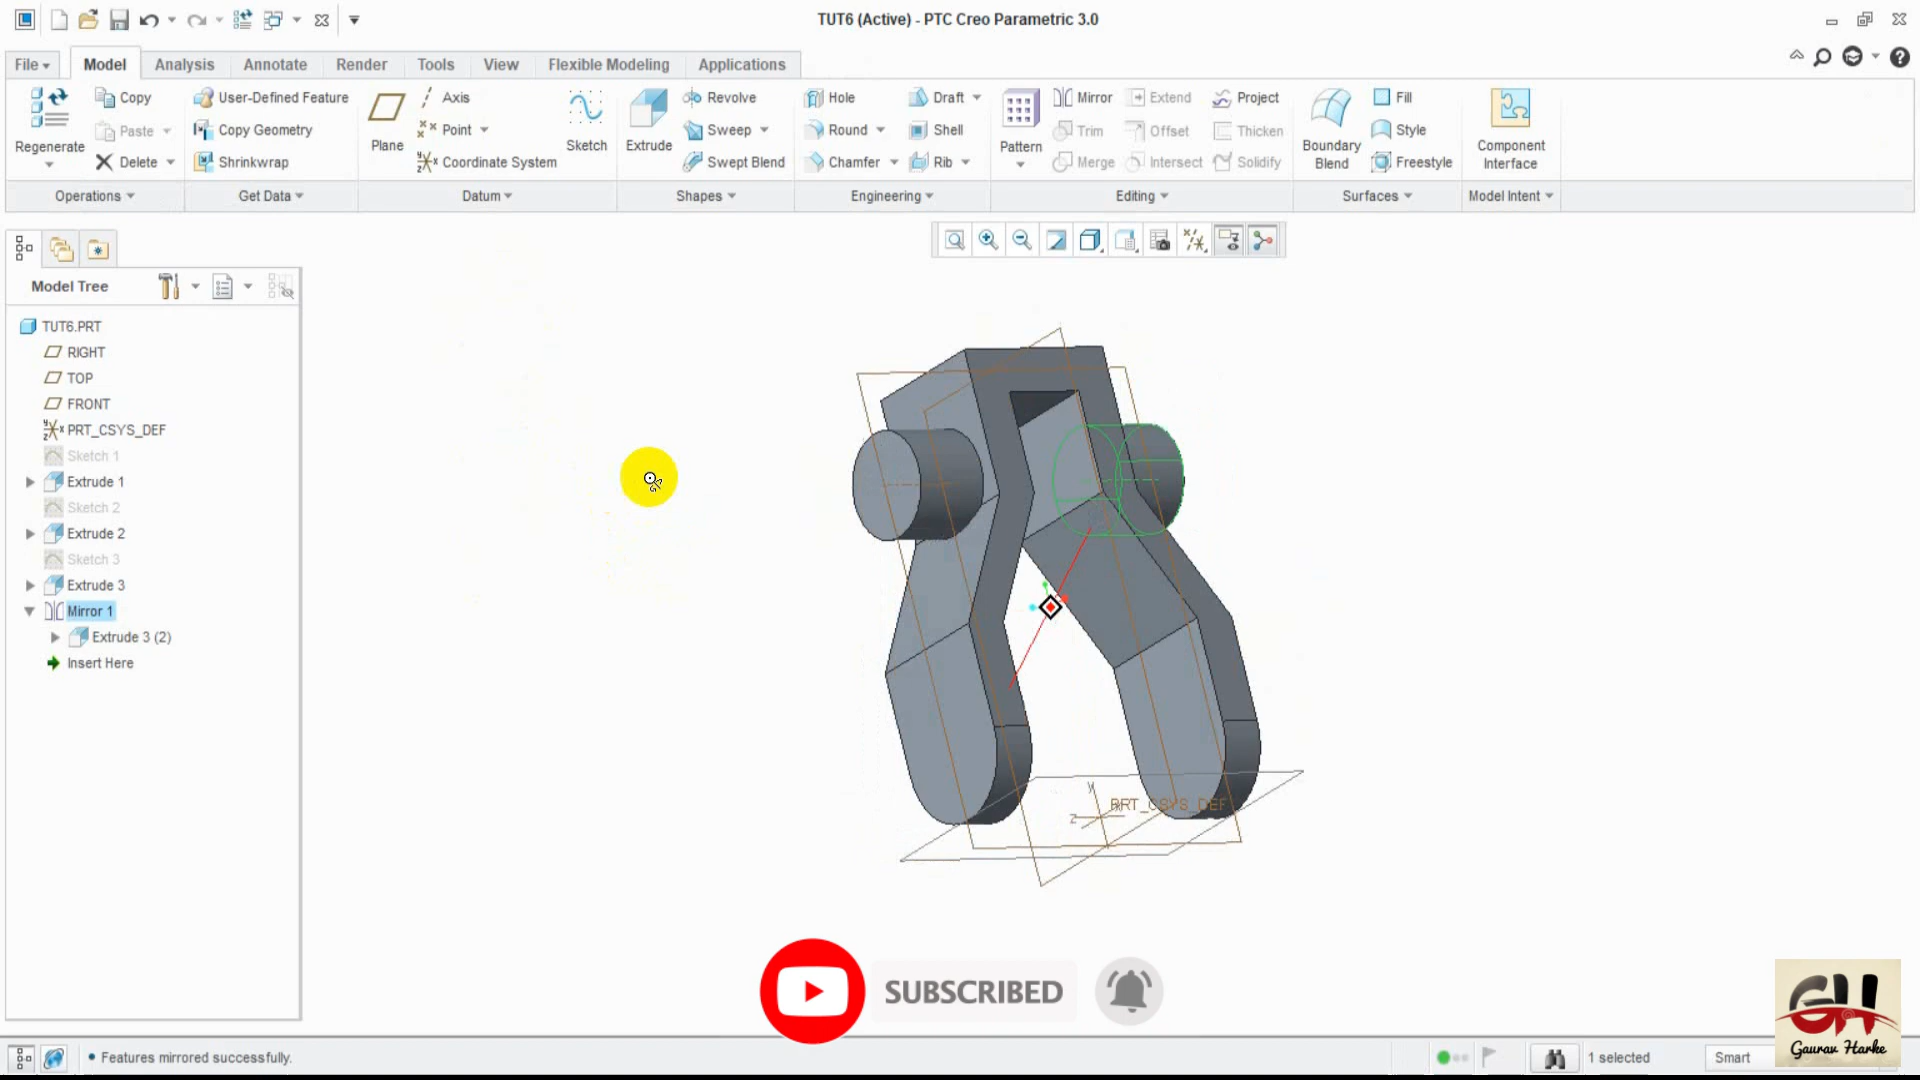 TUT6 (Active) - PTC Creo Parametric 3.0
File Model Analysis Annotate Render Tools View Flexible Modeling Applications
Regenerate
Copy
Paste
Delete
Operations
User-Defined Feature
Copy Geometry
Shrinkwrap
Get Data
Plane
Axis
Point
Coordinate System
Sketch
Datum
Extrude
Revolve
Sweep
Swept Blend
Shapes
Hole
Round
Chamfer
Draft
Shell
Rib
Engineering
Pattern
Mirror
Trim
Merge
Extend
Offset
Intersect
Project
Thicken
Solidify
Editing
Boundary
Blend
Fill
Style
Freestyle
Surfaces
Component
Interface
Model Intent
Model Tree
TUT6.PRT
RIGHT
TOP
FRONT
PRT_CSYS_DEF
Sketch 1
Extrude 1
Sketch 2
Extrude 2
Sketch 3
Extrude 3
Mirror 1
Extrude 3 (2)
Insert Here
y
z
PRT_CSYS_DEF
SUBSCRIBED
GH
Gaurav Harke
Features mirrored successfully.
1 selected
Smart